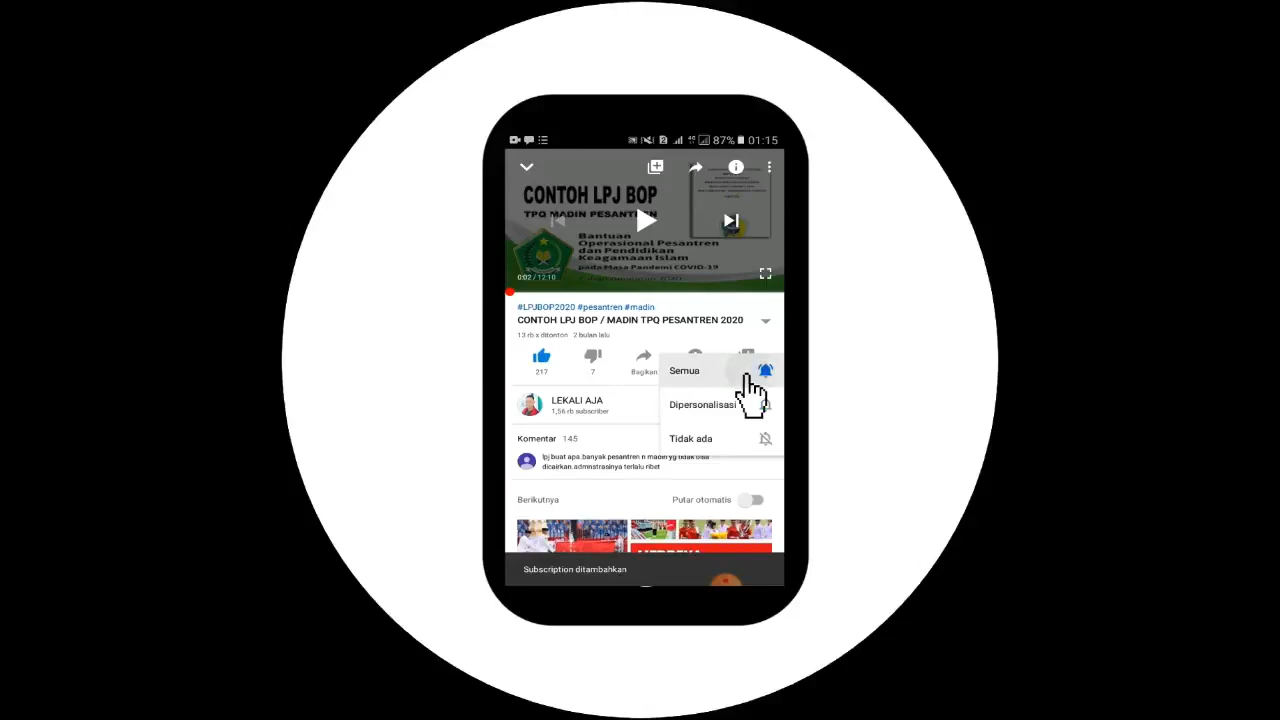 87% 01:15
CONTOH LPJ BOP
TPQ MADIN PESANTREN
Bantuan
Operasional Pesantren
dan Pendidikan
Keagamaan Islam
pada Masa Pandemi COVID-19
0:02 / 12:10
#LPJBOP2020 #pesantren #madin
CONTOH LPJ BOP / MADIN TPQ PESANTREN 2020
13 rb x ditonton 2 bulan lalu
217
7
Bagikan
Semua
Dipersonalisasi
Tidak ada
LEKALI AJA
1,56 rb subscriber
Komentar 145
lpj buat apa.banyak pesantren n madin yg tidak bisa
dicairkan.admnstrasinya terlalu ribet
Berikutnya
Putar otomatis
Subscription ditambahkan